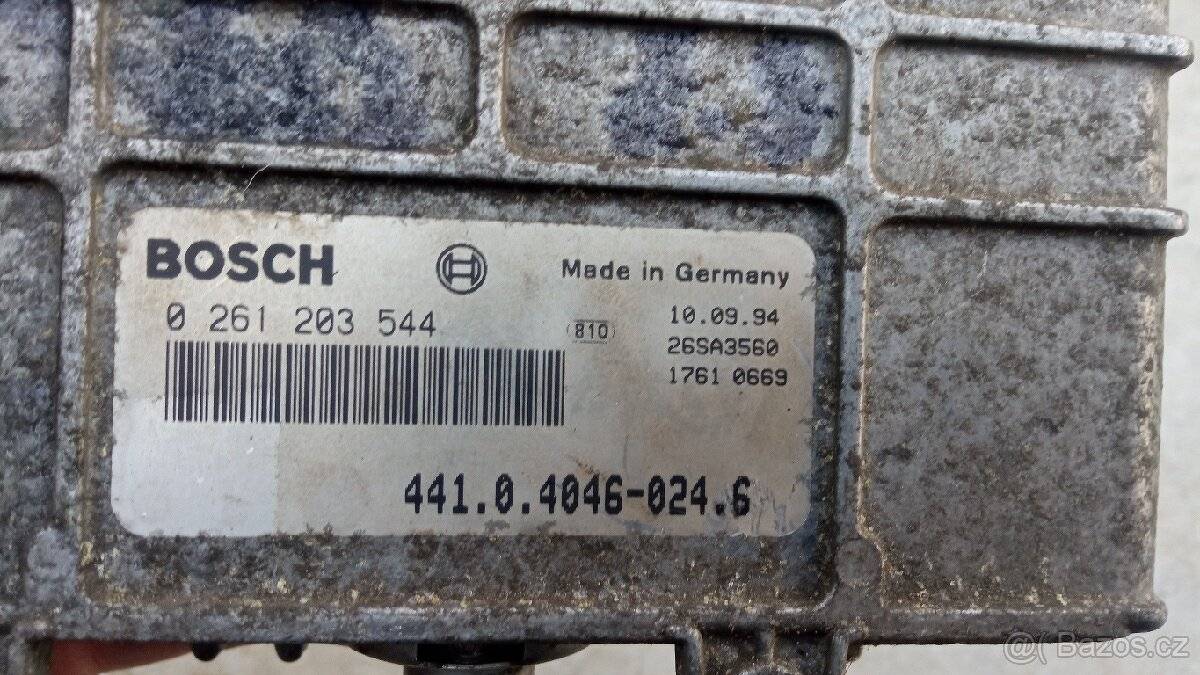 BOSCH
Made in Germany
0 261 203 544
(810)
10.09.94
26SA3560
1761 0669
441.0.4046-024.6
@Bazos.cz